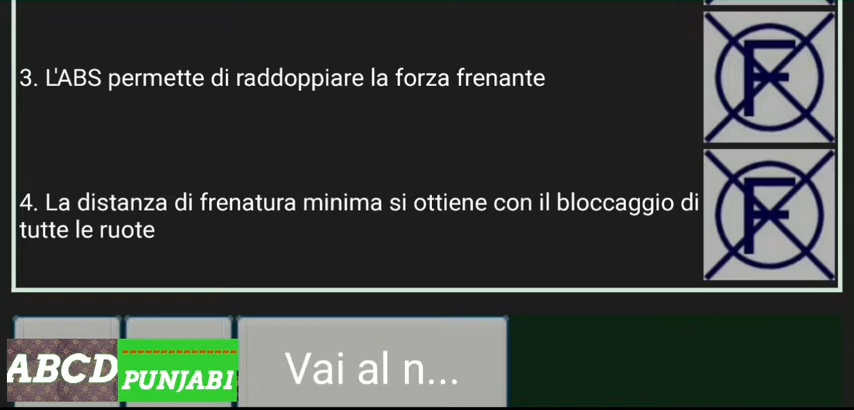 3. L'ABS permette di raddoppiare la forza frenante
F
4. La distanza di frenatura minima si ottiene con il bloccaggio di
tutte le ruote
F
ABCD
PUNJABI
Vai al n...